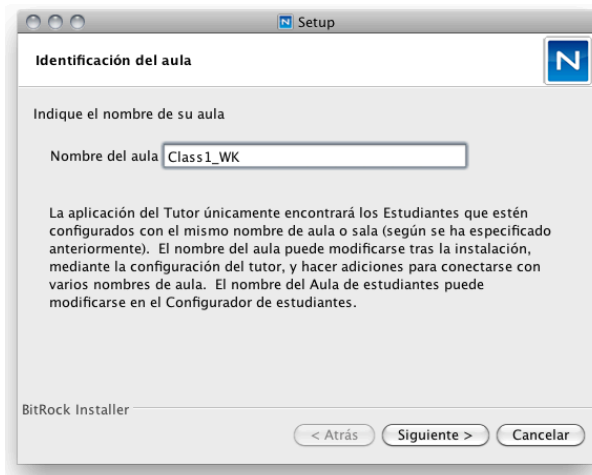 Setup
Identificación del aula
N
Indique el nombre de su aula
Nombre del aula Class1_WK
La aplicación del Tutor únicamente encontrará los Estudiantes que estén
configurados con el mismo nombre de aula o sala (según se ha especificado
anteriormente). El nombre del aula puede modificarse tras la instalación,
mediante la configuración del tutor, y hacer adiciones para conectarse con
varios nombres de aula. El nombre del Aula de estudiantes puede
modificarse en el Configurador de estudiantes.
BitRock Installer
< Atrás Siguiente > Cancelar